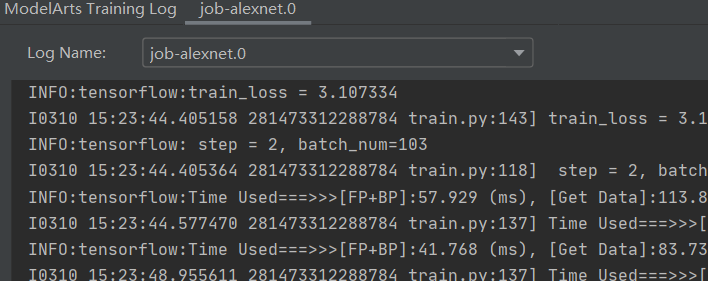 ModelArts Training Log job-alexnet.0
Log Name: job-alexnet.0
INFO:tensorflow:train_loss = 3.107334
I0310 15:23:44.405158 281473312288784 train.py:143] train_loss = 3.1
INFO:tensorflow: step = 2, batch_num=103
I0310 15:23:44.405364 281473312288784 train.py:118]  step = 2, batch
INFO:tensorflow:Time Used===>>>[FP+BP]:57.929 (ms), [Get Data]:113.8
I0310 15:23:44.577470 281473312288784 train.py:137] Time Used===>>>[
INFO:tensorflow:Time Used===>>>[FP+BP]:41.768 (ms), [Get Data]:83.73
I0310 15:23:48.955611 281473312288784 train.py:137] Time Used===>>>[